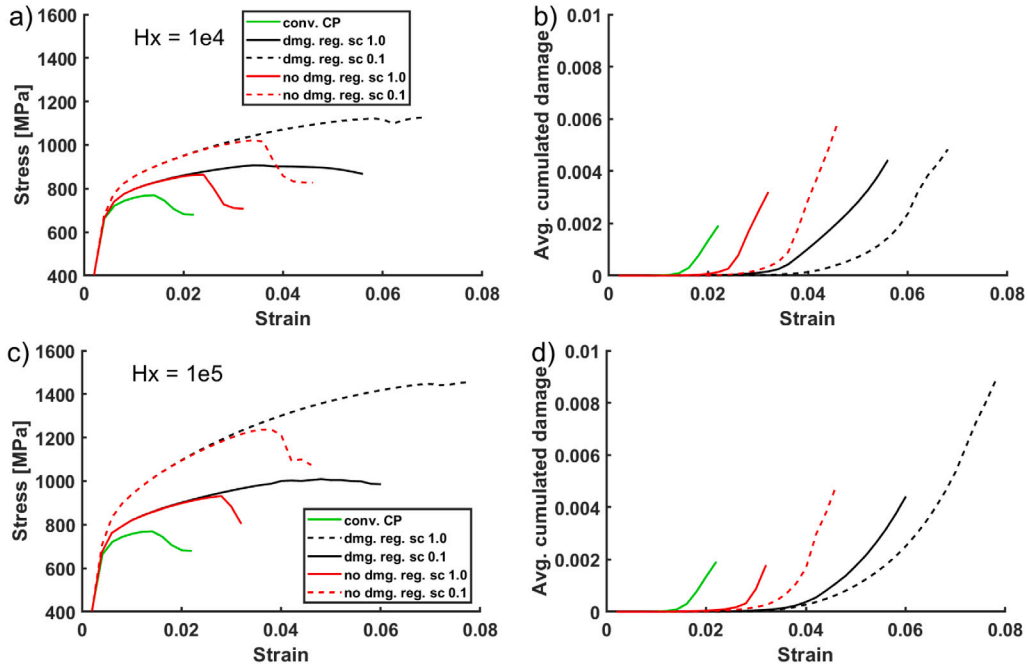 a)
Hx = 1e4
conv. CP
dmg. reg. sc 1.0
dmg. reg. sc 0.1
no dmg. reg. sc 1.0
no dmg. reg. sc 0.1
1600
1400
1200
1000
800
600
400
Stress [MPa]
0
0.02
0.04
0.06
0.08
Strain
b)
0.01
0.008
0.006
0.004
0.002
0
Avg. cumulated damage
0
0.02
0.04
0.06
0.08
Strain
c)
Hx = 1e5
1600
1400
1200
1000
800
600
400
Stress [MPa]
conv. CP
dmg. reg. sc 1.0
dmg. reg. sc 0.1
no dmg. reg. sc 1.0
no dmg. reg. sc 0.1
0
0.02
0.04
0.06
0.08
Strain
d)
0.01
0.008
0.006
0.004
0.002
0
Avg. cumulated damage
0
0.02
0.04
0.06
0.08
Strain